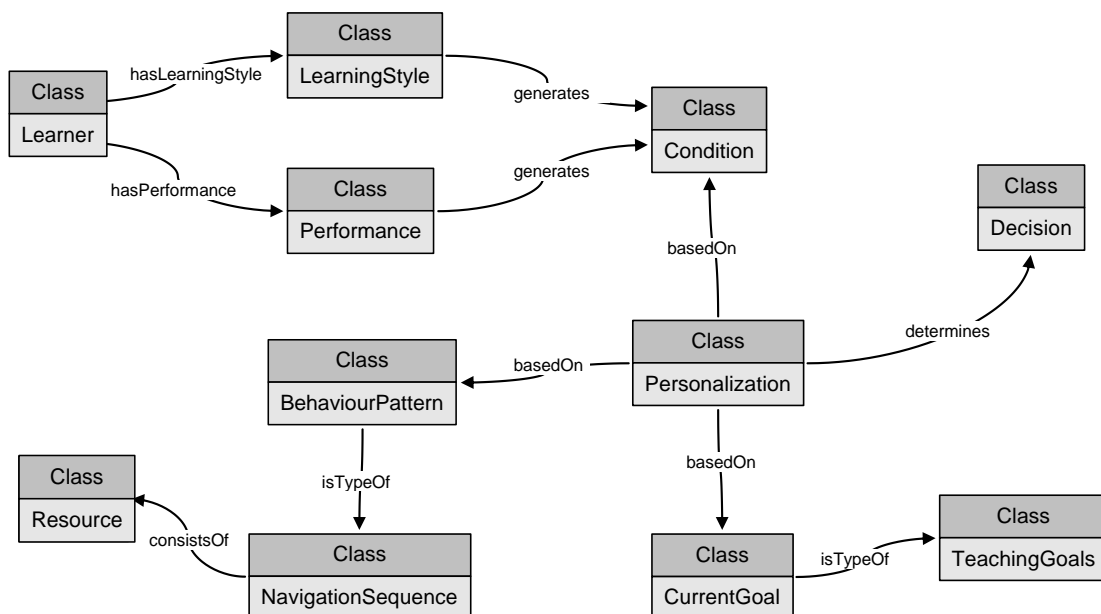 Class
LearningStyle
hasLearningStyle
generates
Class
Learner
Class
Condition
hasPerformance
Class
Performance
generates
Class
Decision
basedOn
determines
Class
Personalization
basedOn
Class
BehaviourPattern
basedOn
isTypeOf
Class
Resource
consistsOf
Class
NavigationSequence
Class
CurrentGoal
isTypeOf
Class
TeachingGoals